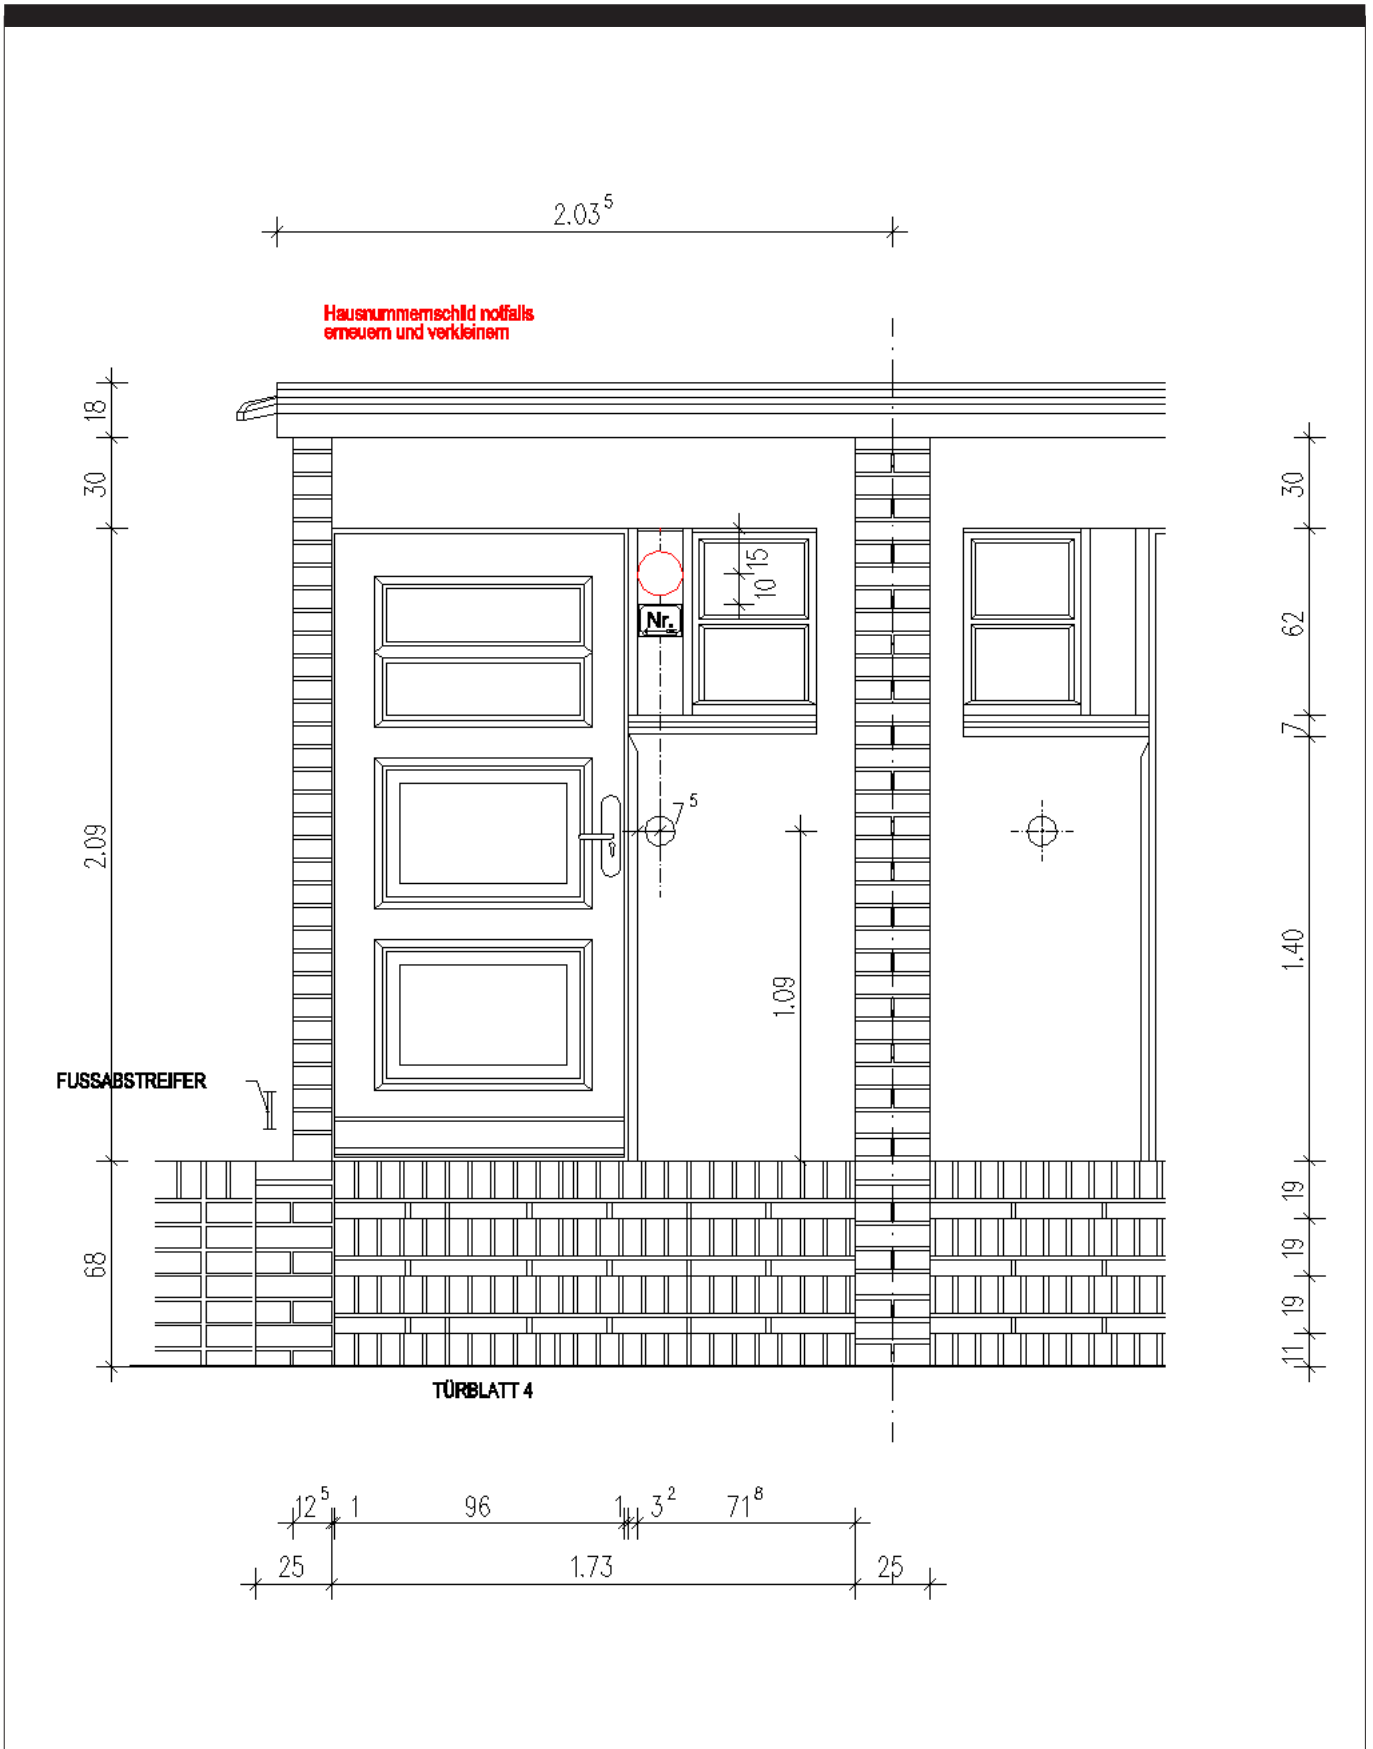 2.03⁵
Hausnummernschild notfalls
erneuern und verkleinern
18
30
30
15
10
Nr.
62
7
7⁵
2.09
1.40
1.09
FUSSABSTREIFER
19
68
19
19
11
TÜRBLATT 4
12⁵ 1 96 1 3² 71⁸
25 1.73 25